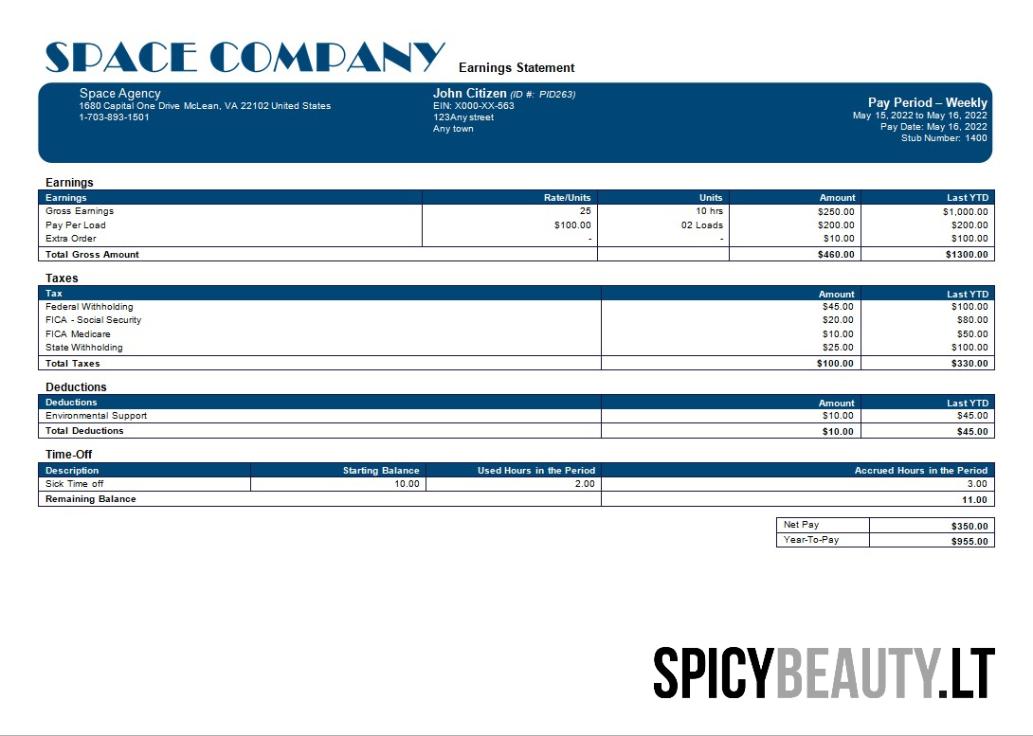 SPACE COMPANY Earnings Statement
Space Agency
1680 Capital One Drive McLean, VA 22102 United States
1-703-893-1501
John Citizen (ID #: PID263)
EIN: X000-XX-563
123Any street
Any town
Pay Period – Weekly
May 15, 2022 to May 16, 2022
Pay Date: May 16, 2022
Stub Number: 1400
Earnings
Earnings Rate/Units Units Amount Last YTD
Gross Earnings 25 10 hrs $250.00 $1,000.00
Pay Per Load $100.00 02 Loads $200.00 $200.00
Extra Order - - $10.00 $100.00
Total Gross Amount $460.00 $1300.00
Taxes
Tax Amount Last YTD
Federal Withholding $45.00 $100.00
FICA - Social Security $20.00 $80.00
FICA Medicare $10.00 $50.00
State Withholding $25.00 $100.00
Total Taxes $100.00 $330.00
Deductions
Deductions Amount Last YTD
Environmental Support $10.00 $45.00
Total Deductions $10.00 $45.00
Time-Off
Description Starting Balance Used Hours in the Period Accrued Hours in the Period
Sick Time off 10.00 2.00 3.00
Remaining Balance 11.00
Net Pay $350.00
Year-To-Pay $955.00
SPICYBEAUTY.LT